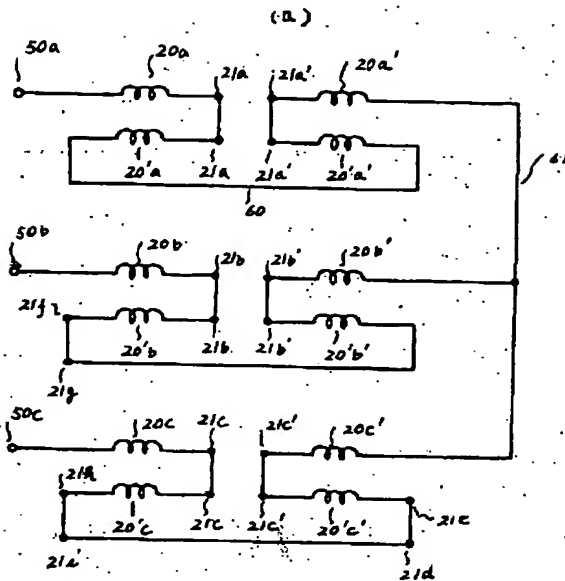 (ロ)
50a 20a 21a 21a' 20a'
20'a 21a 21a' 20'a'
60
50b 20b 21b 21b' 20b'
20'b 21b 21b' 20'b'
21g
50c 20c 21c 21c' 20c'
21h
20'c 21c 21c' 20'c' 21e
21i 21d